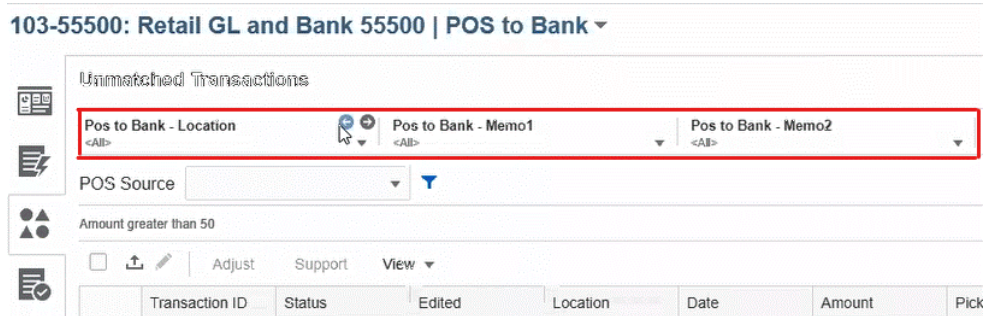 103-55500: Retail GL and Bank 55500 | POS to Bank
Unmatched Transactions
Pos to Bank - Location Pos to Bank - Memo1 Pos to Bank - Memo2
<All> <All> <All>
POS Source
Amount greater than 50
Adjust Support View
Transaction ID Status Edited Location Date Amount Pick